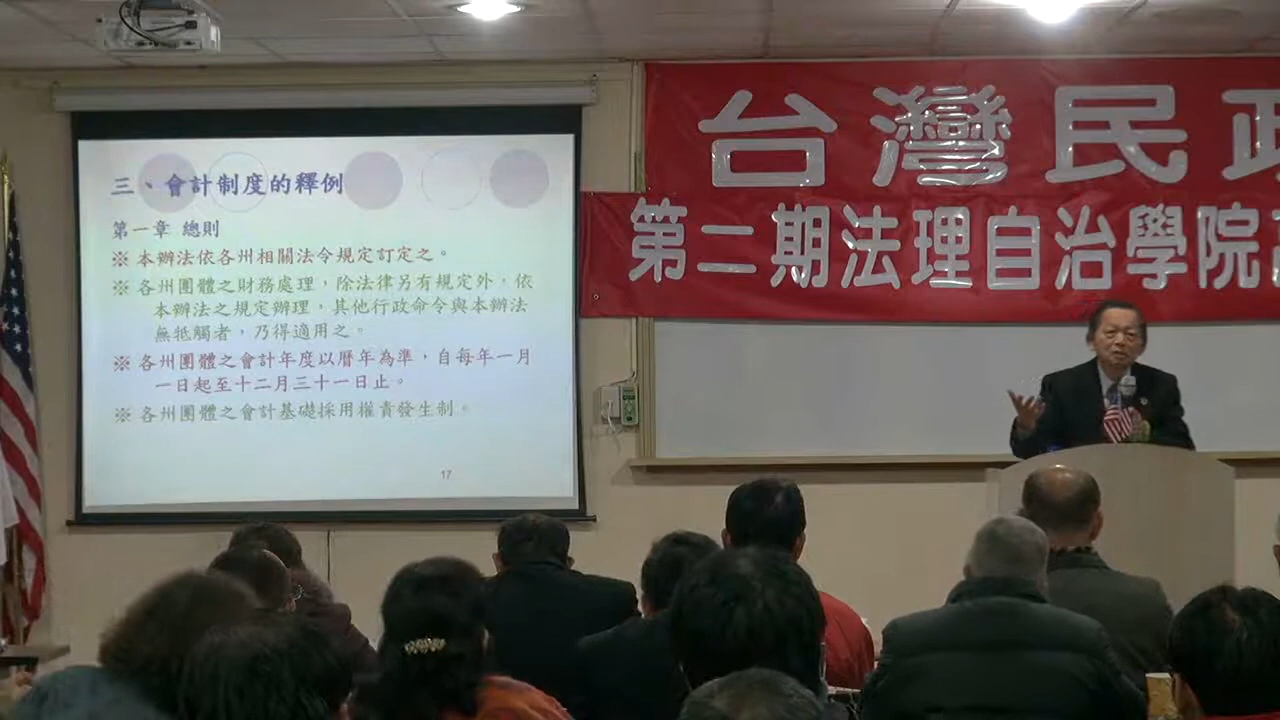 三、會計制度的釋例
第一章 總則
※ 本辦法依各州相關法令規定訂定之。
※ 各州團體之財務處理，除法律另有規定外，依
本辦法之規定辦理，其他行政命令與本辦法
無牴觸者，乃得適用之。
※ 各州團體之會計年度以曆年為準，自每年一月
一日起至十二月三十一日止。
※ 各州團體之會計基礎採用權責發生制。
17
台灣民政
第二期法理自治學院